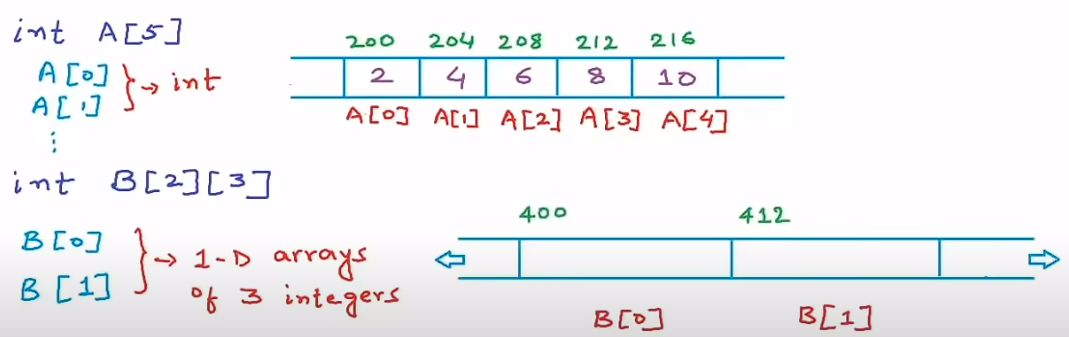 int A[5]
A[0]
A[1]
⋮
} → int
200 204 208 212 216
2 4 6 8 10
A[0] A[1] A[2] A[3] A[4]
int B[2][3]
B[0]
B[1]
} → 1-D arrays
of 3 integers
400 412
B[0] B[1]